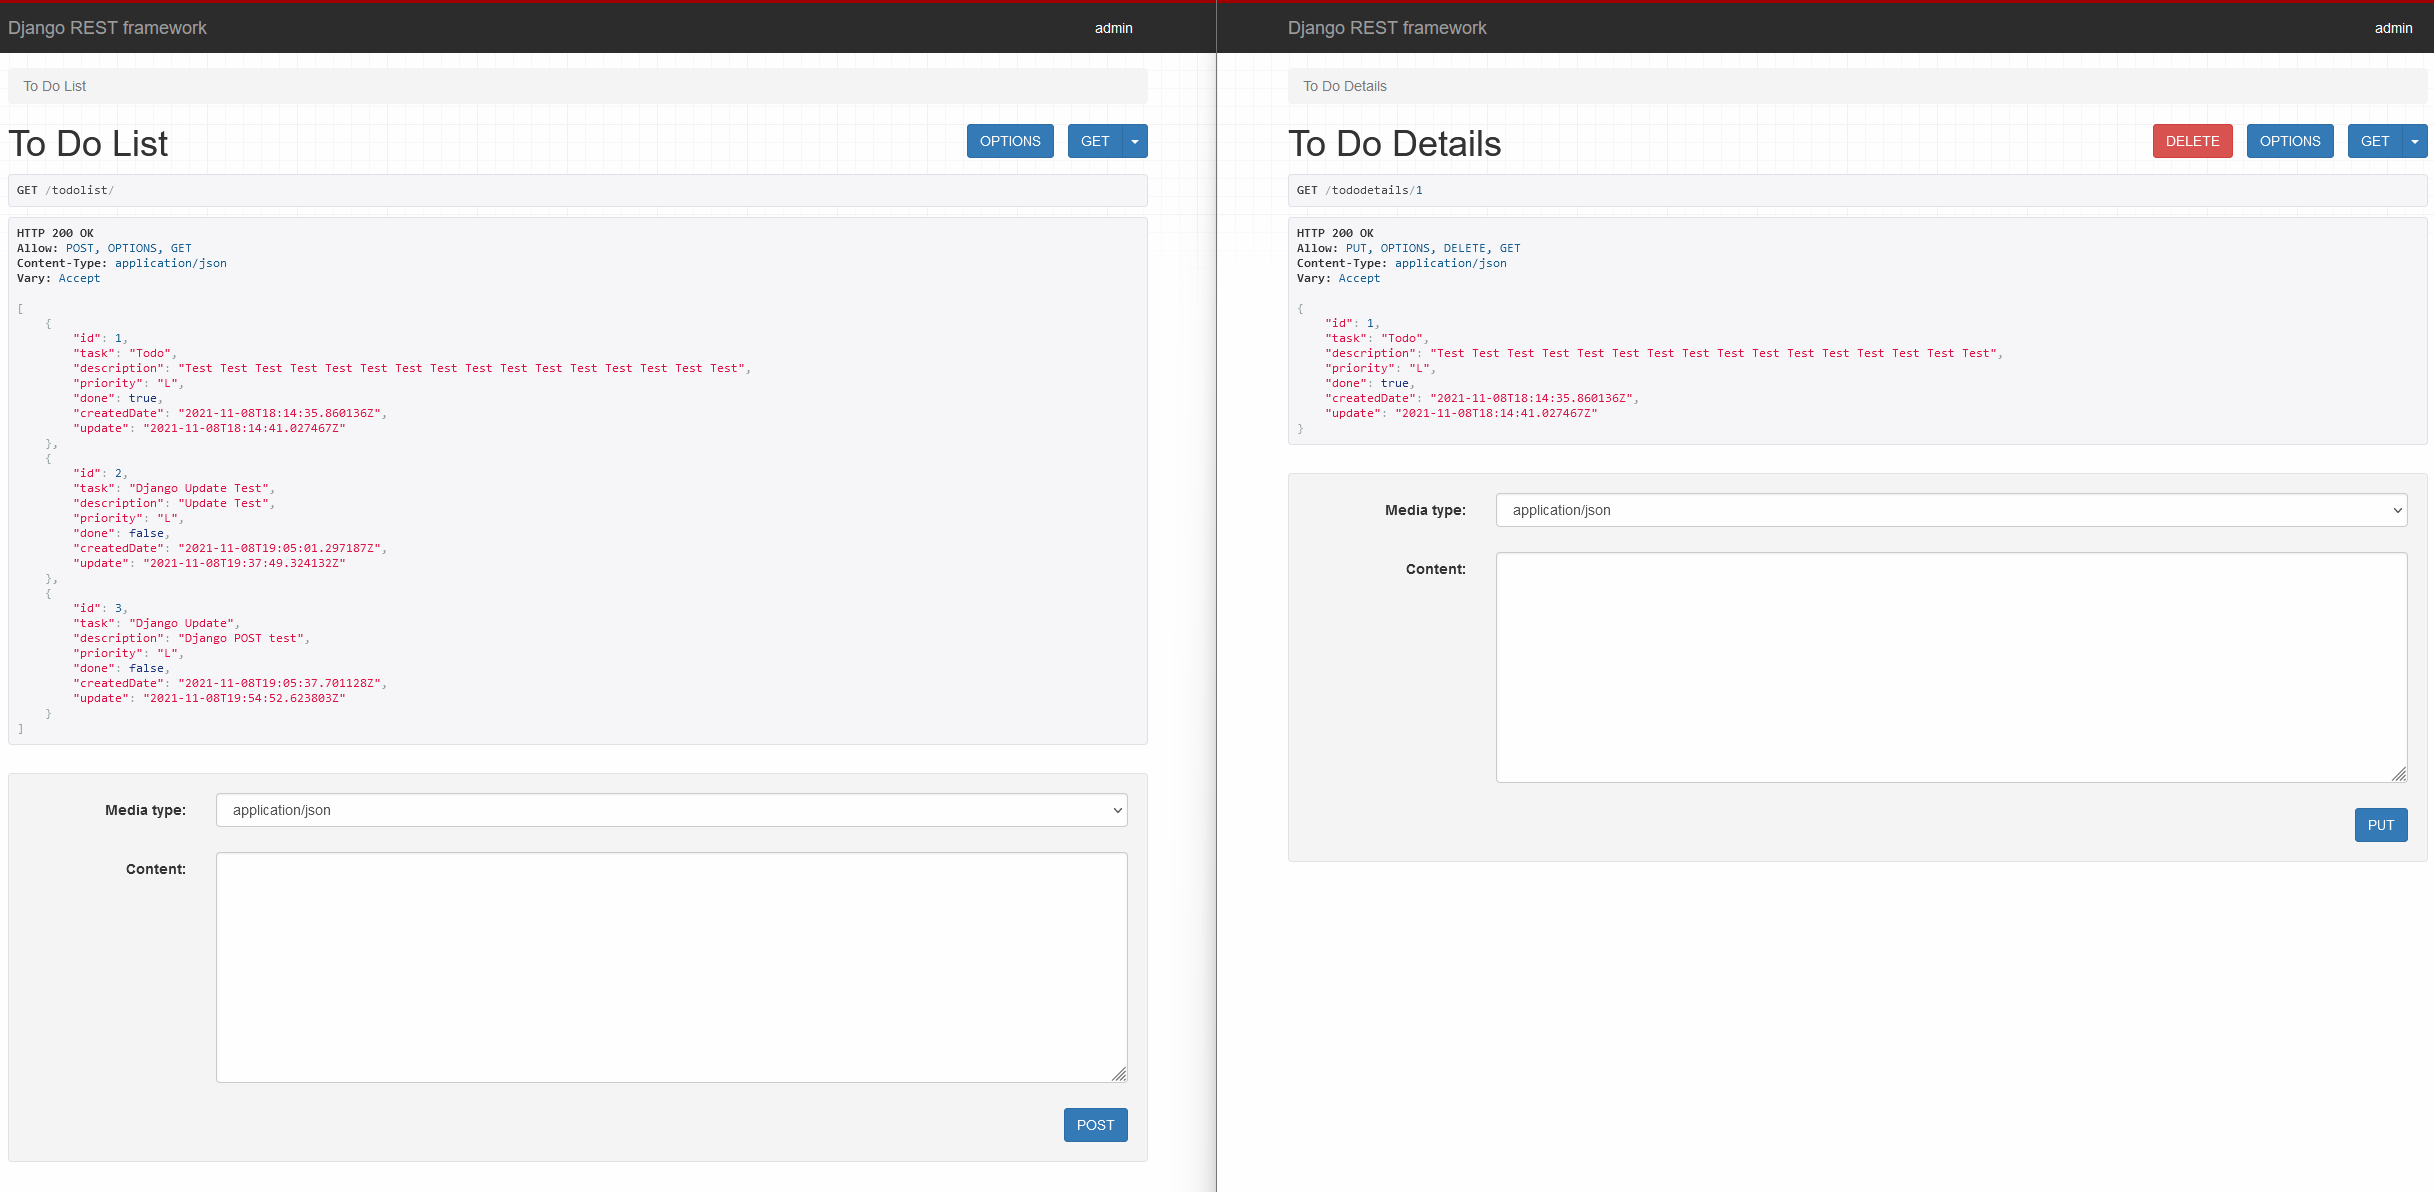 Django REST framework
admin
To Do List
To Do List
OPTIONS
GET
GET /todolist/
HTTP 200 OK
Allow: POST, OPTIONS, GET
Content-Type: application/json
Vary: Accept
[
{
"id": 1,
"task": "Todo",
"description": "Test Test Test Test Test Test Test Test Test Test Test Test Test Test Test Test",
"priority": "L",
"done": true,
"createdDate": "2021-11-08T18:14:35.860136Z",
"update": "2021-11-08T18:14:41.027467Z"
},
{
"id": 2,
"task": "Django Update Test",
"description": "Update Test",
"priority": "L",
"done": false,
"createdDate": "2021-11-08T19:05:01.297187Z",
"update": "2021-11-08T19:37:49.324132Z"
},
{
"id": 3,
"task": "Django Update",
"description": "Django POST test",
"priority": "L",
"done": false,
"createdDate": "2021-11-08T19:05:37.701128Z",
"update": "2021-11-08T19:54:52.623803Z"
}
]
Media type:
application/json
Content:
POST
Django REST framework
admin
To Do Details
To Do Details
DELETE
OPTIONS
GET
GET /tododetails/1
HTTP 200 OK
Allow: PUT, OPTIONS, DELETE, GET
Content-Type: application/json
Vary: Accept
{
"id": 1,
"task": "Todo",
"description": "Test Test Test Test Test Test Test Test Test Test Test Test Test Test Test Test",
"priority": "L",
"done": true,
"createdDate": "2021-11-08T18:14:35.860136Z",
"update": "2021-11-08T18:14:41.027467Z"
}
Media type:
application/json
Content:
PUT